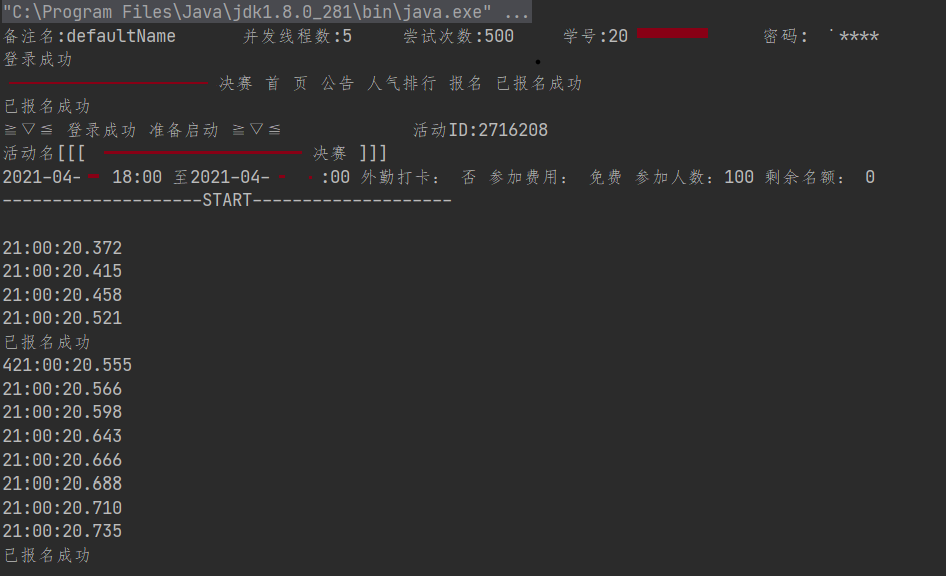 "C:\Program Files\Java\jdk1.8.0_281\bin\java.exe" ...
备注名:defaultName 并发线程数:5 尝试次数:500 学号:20 密码: ****
登录成功
决赛 首 页 公告 人气排行 报名 已报名成功
已报名成功
≧▽≦ 登录成功 准备启动 ≧▽≦ 活动ID:2716208
活动名[[[ 决赛 ]]]
2021-04- 18:00 至2021-04- :00 外勤打卡: 否 参加费用: 免费 参加人数: 100 剩余名额: 0
--------------------START--------------------
21:00:20.372
21:00:20.415
21:00:20.458
21:00:20.521
已报名成功
421:00:20.555
21:00:20.566
21:00:20.598
21:00:20.643
21:00:20.666
21:00:20.688
21:00:20.710
21:00:20.735
已报名成功